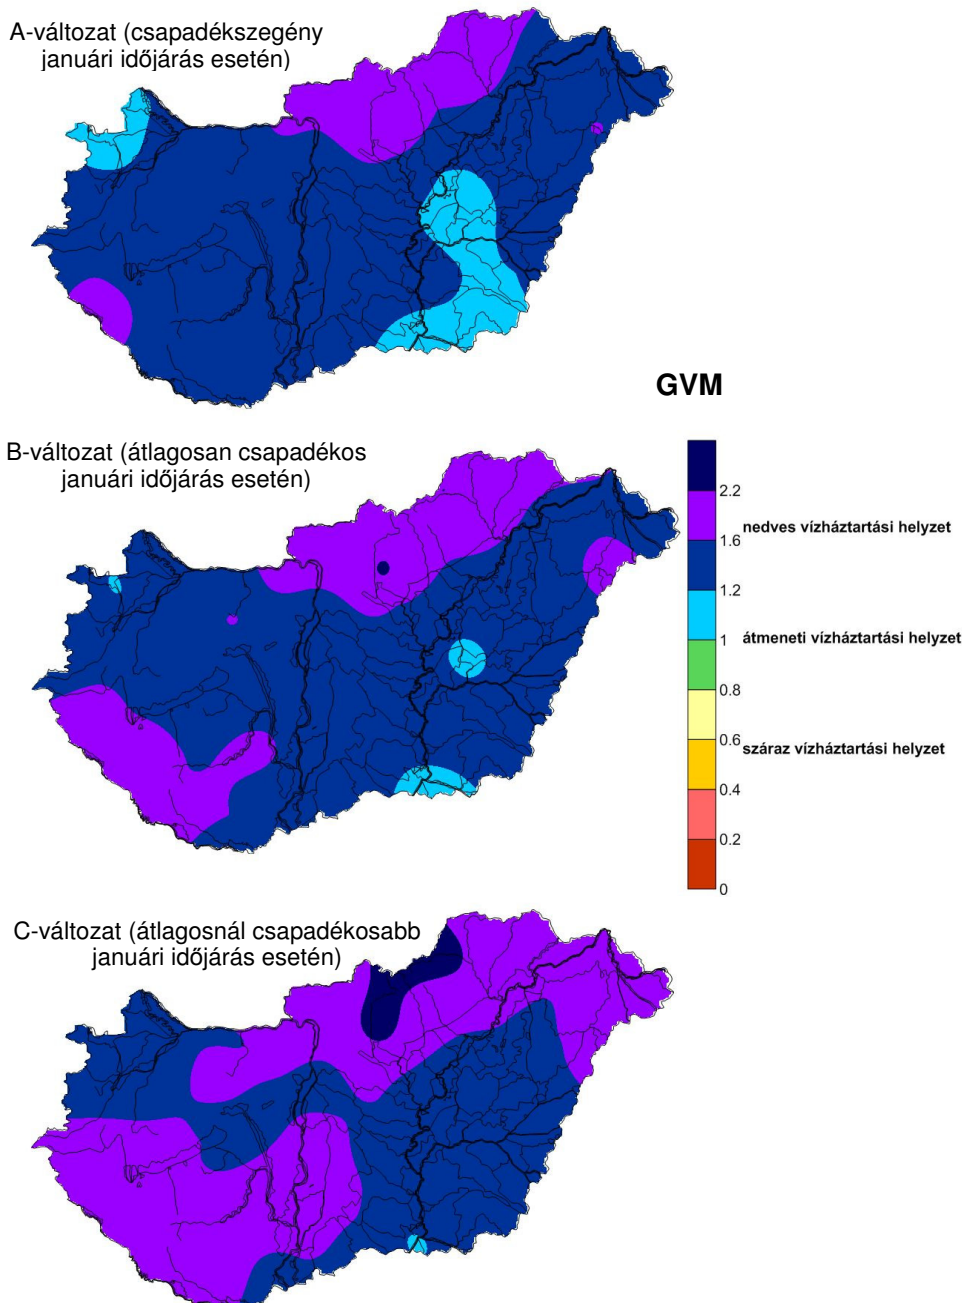 A-változat (csapadékszegény
januári időjárás esetén)
GVM
B-változat (átlagosan csapadékos
januári időjárás esetén)
2.2
nedves vízháztartási helyzet
1.6
1.2
1
átmeneti vízháztartási helyzet
0.8
0.6
száraz vízháztartási helyzet
0.4
0.2
0
C-változat (átlagosnál csapadékosabb
januári időjárás esetén)